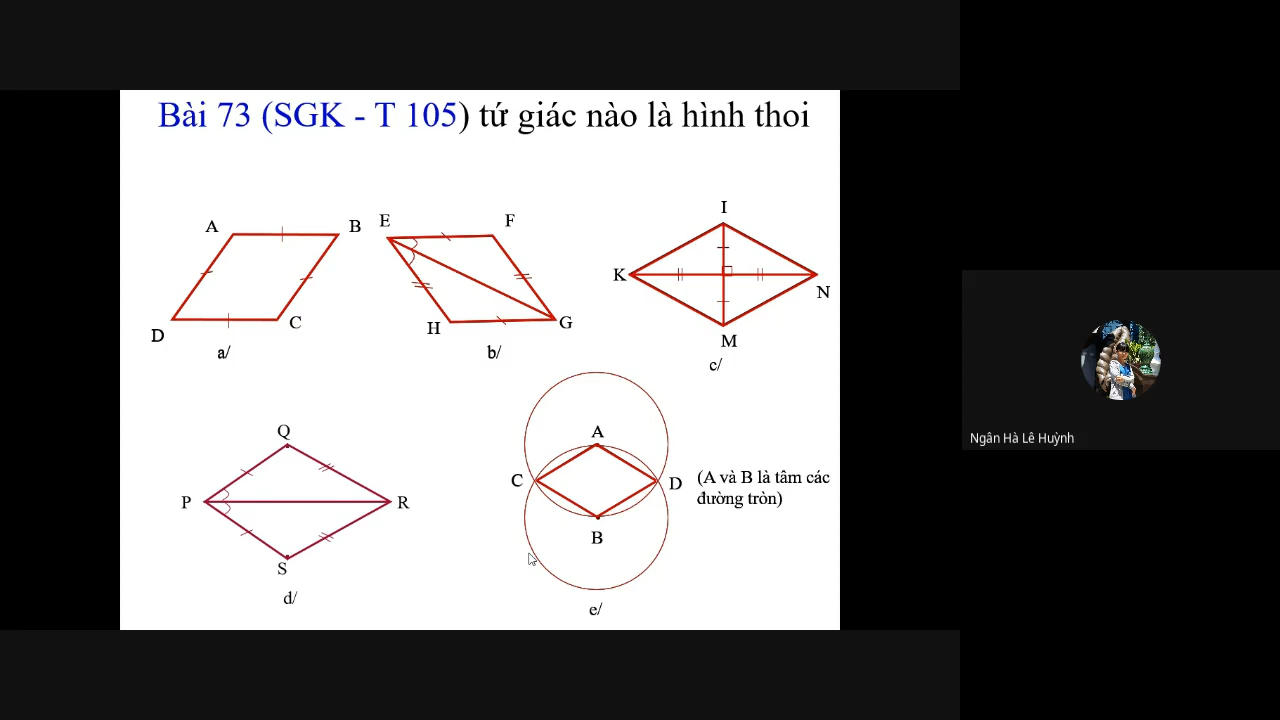 Bài 73 (SGK - T 105) tứ giác nào là hình thoi
A
B
D
C
a/
E
F
H
G
b/
I
K
N
M
c/
Q
P
R
S
d/
A
C
D
B
(A và B là tâm các
đường tròn)
e/
Ngân Hà Lê Huỳnh